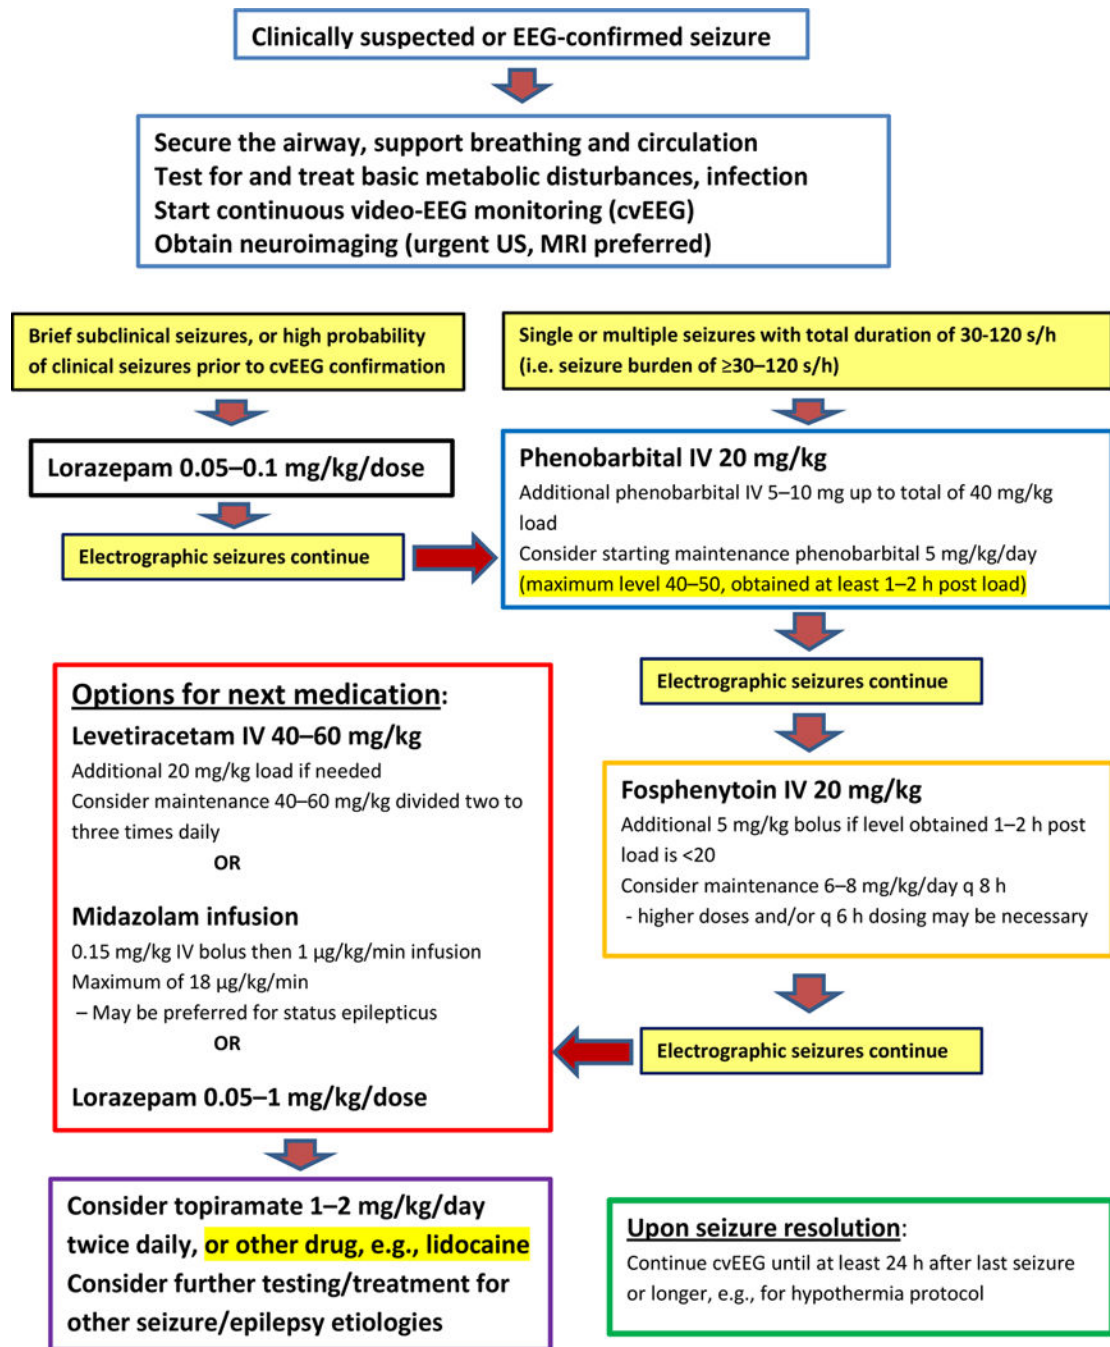 Clinically suspected or EEG-confirmed seizure
Secure the airway, support breathing and circulation
Test for and treat basic metabolic disturbances, infection
Start continuous video-EEG monitoring (cvEEG)
Obtain neuroimaging (urgent US, MRI preferred)
Brief subclinical seizures, or high probability
of clinical seizures prior to cvEEG confirmation
Single or multiple seizures with total duration of 30-120 s/h
(i.e. seizure burden of ≥30–120 s/h)
Lorazepam 0.05–0.1 mg/kg/dose
Electrographic seizures continue
Phenobarbital IV 20 mg/kg
Additional phenobarbital IV 5–10 mg up to total of 40 mg/kg
load
Consider starting maintenance phenobarbital 5 mg/kg/day
(maximum level 40–50, obtained at least 1–2 h post load)
Electrographic seizures continue
Fosphenytoin IV 20 mg/kg
Additional 5 mg/kg bolus if level obtained 1–2 h post
load is <20
Consider maintenance 6–8 mg/kg/day q 8 h
- higher doses and/or q 6 h dosing may be necessary
Electrographic seizures continue
Options for next medication:
Levetiracetam IV 40–60 mg/kg
Additional 20 mg/kg load if needed
Consider maintenance 40–60 mg/kg divided two to
three times daily
OR
Midazolam infusion
0.15 mg/kg IV bolus then 1 µg/kg/min infusion
Maximum of 18 µg/kg/min
– May be preferred for status epilepticus
OR
Lorazepam 0.05–1 mg/kg/dose
Consider topiramate 1–2 mg/kg/day
twice daily, or other drug, e.g., lidocaine
Consider further testing/treatment for
other seizure/epilepsy etiologies
Upon seizure resolution:
Continue cvEEG until at least 24 h after last seizure
or longer, e.g., for hypothermia protocol